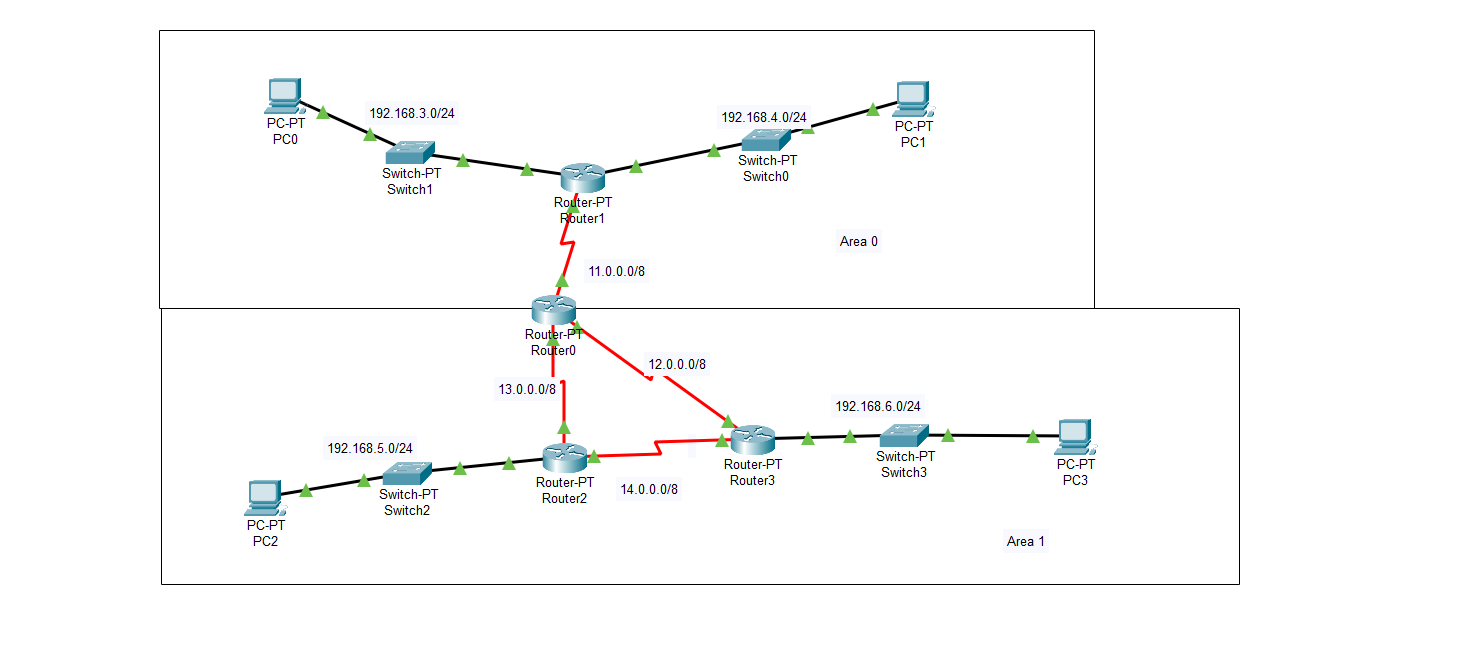 192.168.3.0/24
192.168.4.0/24
PC-PT
PC0
PC-PT
PC1
Switch-PT
Switch1
Switch-PT
Switch0
Router-PT
Router1
Area 0
11.0.0.0/8
Router-PT
Router0
12.0.0.0/8
13.0.0.0/8
192.168.6.0/24
192.168.5.0/24
Switch-PT
Switch3
Router-PT
Router3
PC-PT
PC3
Router-PT
Router2
14.0.0.0/8
Switch-PT
Switch2
PC-PT
PC2
Area 1